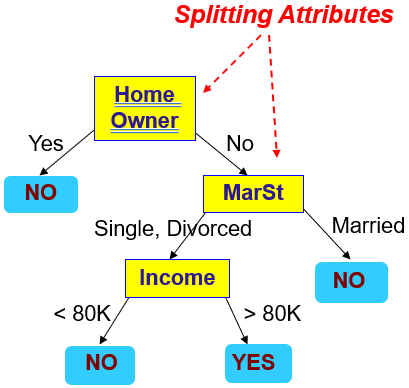 Splitting Attributes
Home
Owner
Yes
No
NO
MarSt
Single, Divorced
Married
Income
NO
< 80K
> 80K
NO
YES